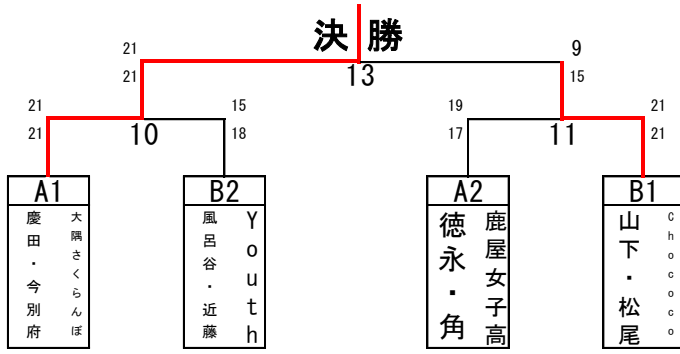 決勝
21
9
21
15
13
21
15
19
21
21
18
17
21
10
11
A1
B2
A2
B1
慶田・今別府
大隅さくらんぼ
風呂谷・近藤
Youth
徳永・角
鹿屋女子高
山下・松尾
Chococo